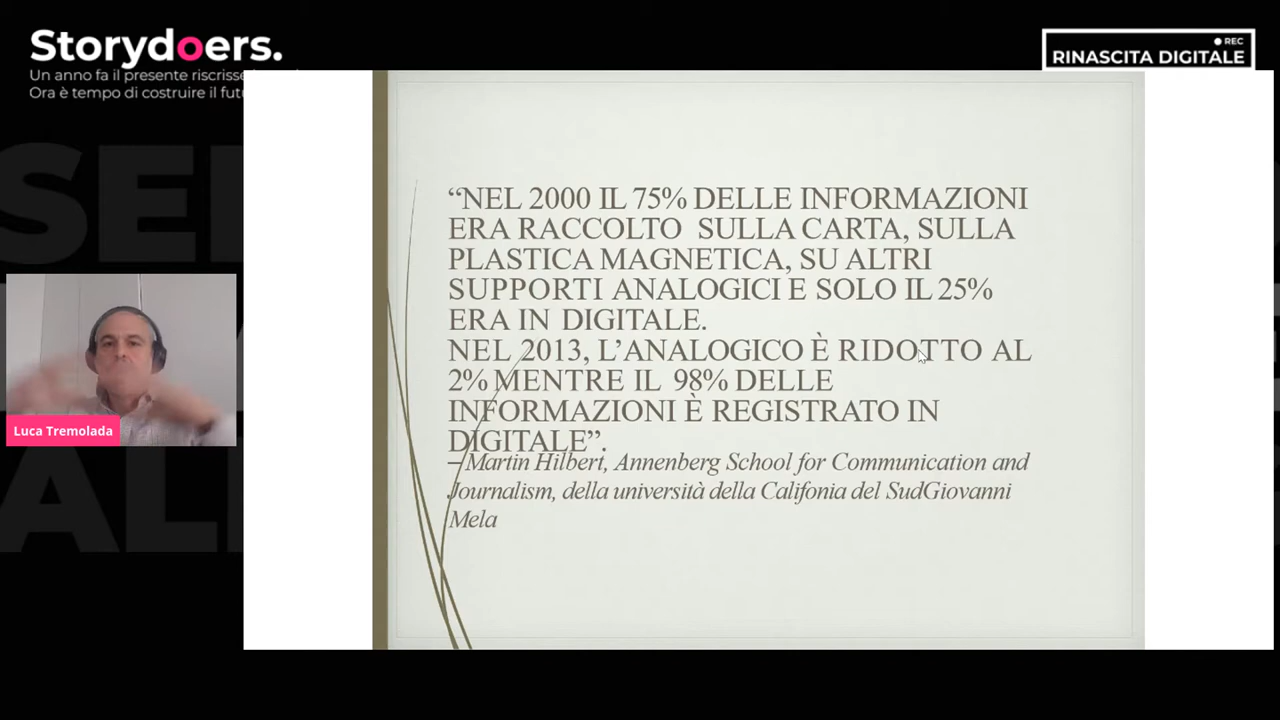 Storydoers.
Un anno fa il presente riscrisse
Ora è tempo di costruire il
REC
RINASCITA DIGITALE
“NEL 2000 IL 75% DELLE INFORMAZIONI
ERA RACCOLTO SULLA CARTA, SULLA
PLASTICA MAGNETICA, SU ALTRI
SUPPORTI ANALOGICI E SOLO IL 25%
ERA IN DIGITALE.
NEL 2013, L’ANALOGICO È RIDOTTO AL
2% MENTRE IL 98% DELLE
INFORMAZIONI È REGISTRATO IN
DIGITALE”.
– Martin Hilbert, Annenberg School for Communication and
Journalism, della università della Califonia del SudGiovanni
Mela
Luca Tremolada